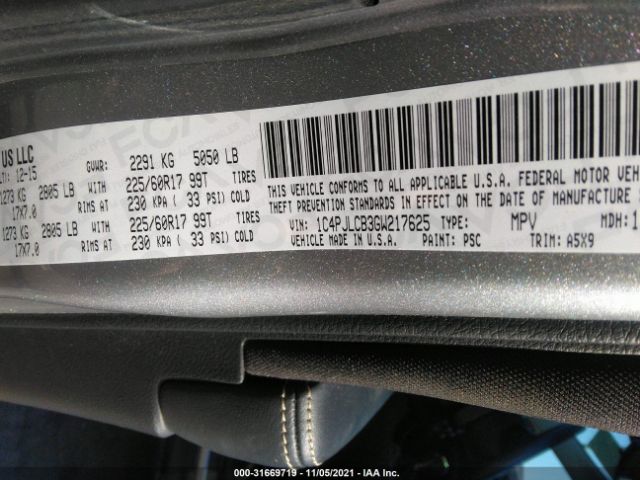 US LLC
12-15
GVWR: 2291 KG 5050 LB
1273 KG 2805 LB WITH 225/60R17 99T TIRES
17X7.0 RIMS AT 230 KPA ( 33 PSI) COLD
1273 KG 2805 LB WITH 225/60R17 99T TIRES
17X7.0 RIMS AT 230 KPA ( 33 PSI) COLD
THIS VEHICLE CONFORMS TO ALL APPLICABLE U.S.A. FEDERAL MOTOR VEHIC
THEFT PREVENTION STANDARDS IN EFFECT ON THE DATE OF MANUFACTURE
VIN: 1C4PJLCB3GW217625 TYPE: MPV MDH: 1
VEHICLE MADE IN U.S.A. PAINT: PSC TRIM: A5X9
000-31669719 - 11/05/2021 - IAA Inc.